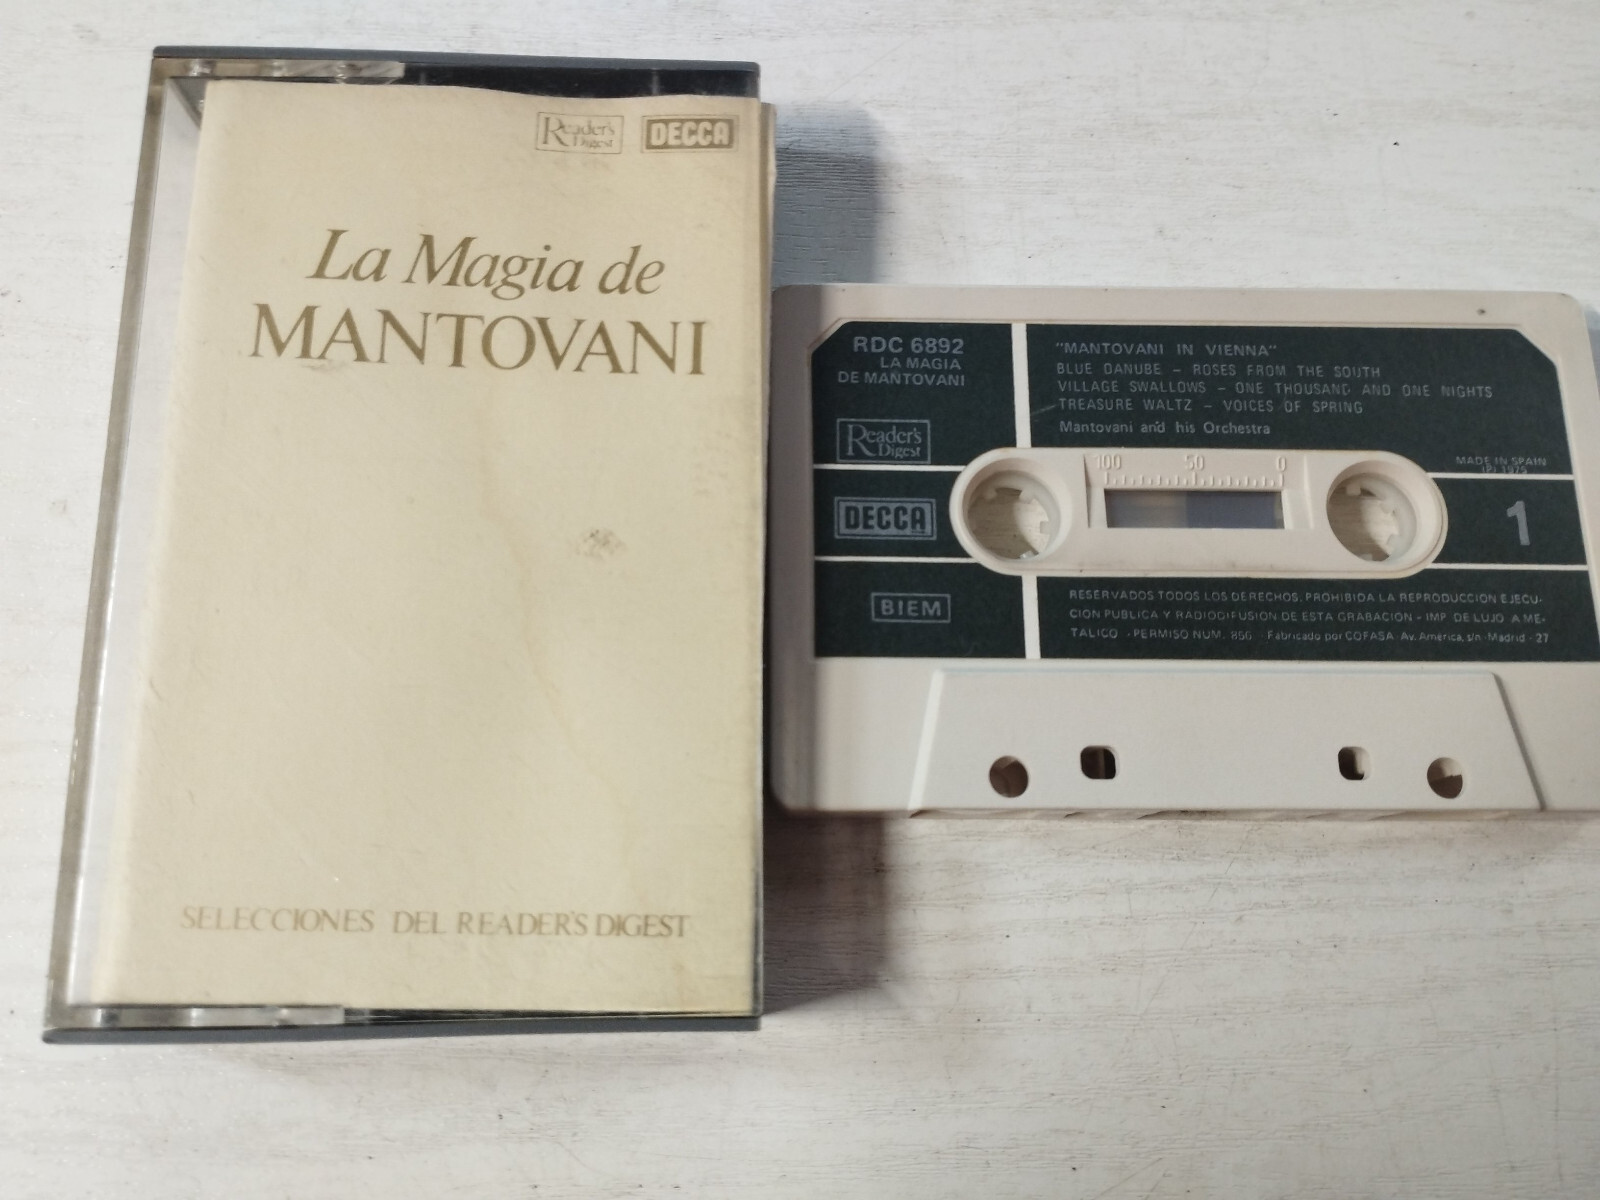 Reader's
Digest
DECCA
La Magia de
MANTOVANI
SELECCIONES DEL READER'S DIGEST
RDC 6892
LA MAGIA
DE MANTOVANI
Reader's
Digest
DECCA
BIEM
"MANTOVANI IN VIENNA"
BLUE DANUBE - ROSES FROM THE SOUTH
VILLAGE SWALLOWS - ONE THOUSAND AND ONE NIGHTS
TREASURE WALTZ - VOICES OF SPRING
Mantovani and his Orchestra
100 50 0
MADE IN SPAIN
(P) 1975
1
RESERVADOS TODOS LOS DERECHOS. PROHIBIDA LA REPRODUCCION EJECU-
CION PUBLICA Y RADIODIFUSION DE ESTA GRABACION - IMP. DE LUJO A ME-
TALICO - PERMISO NUM. 856 - Fabricado por COFASA Av. América, s/n - Madrid - 27